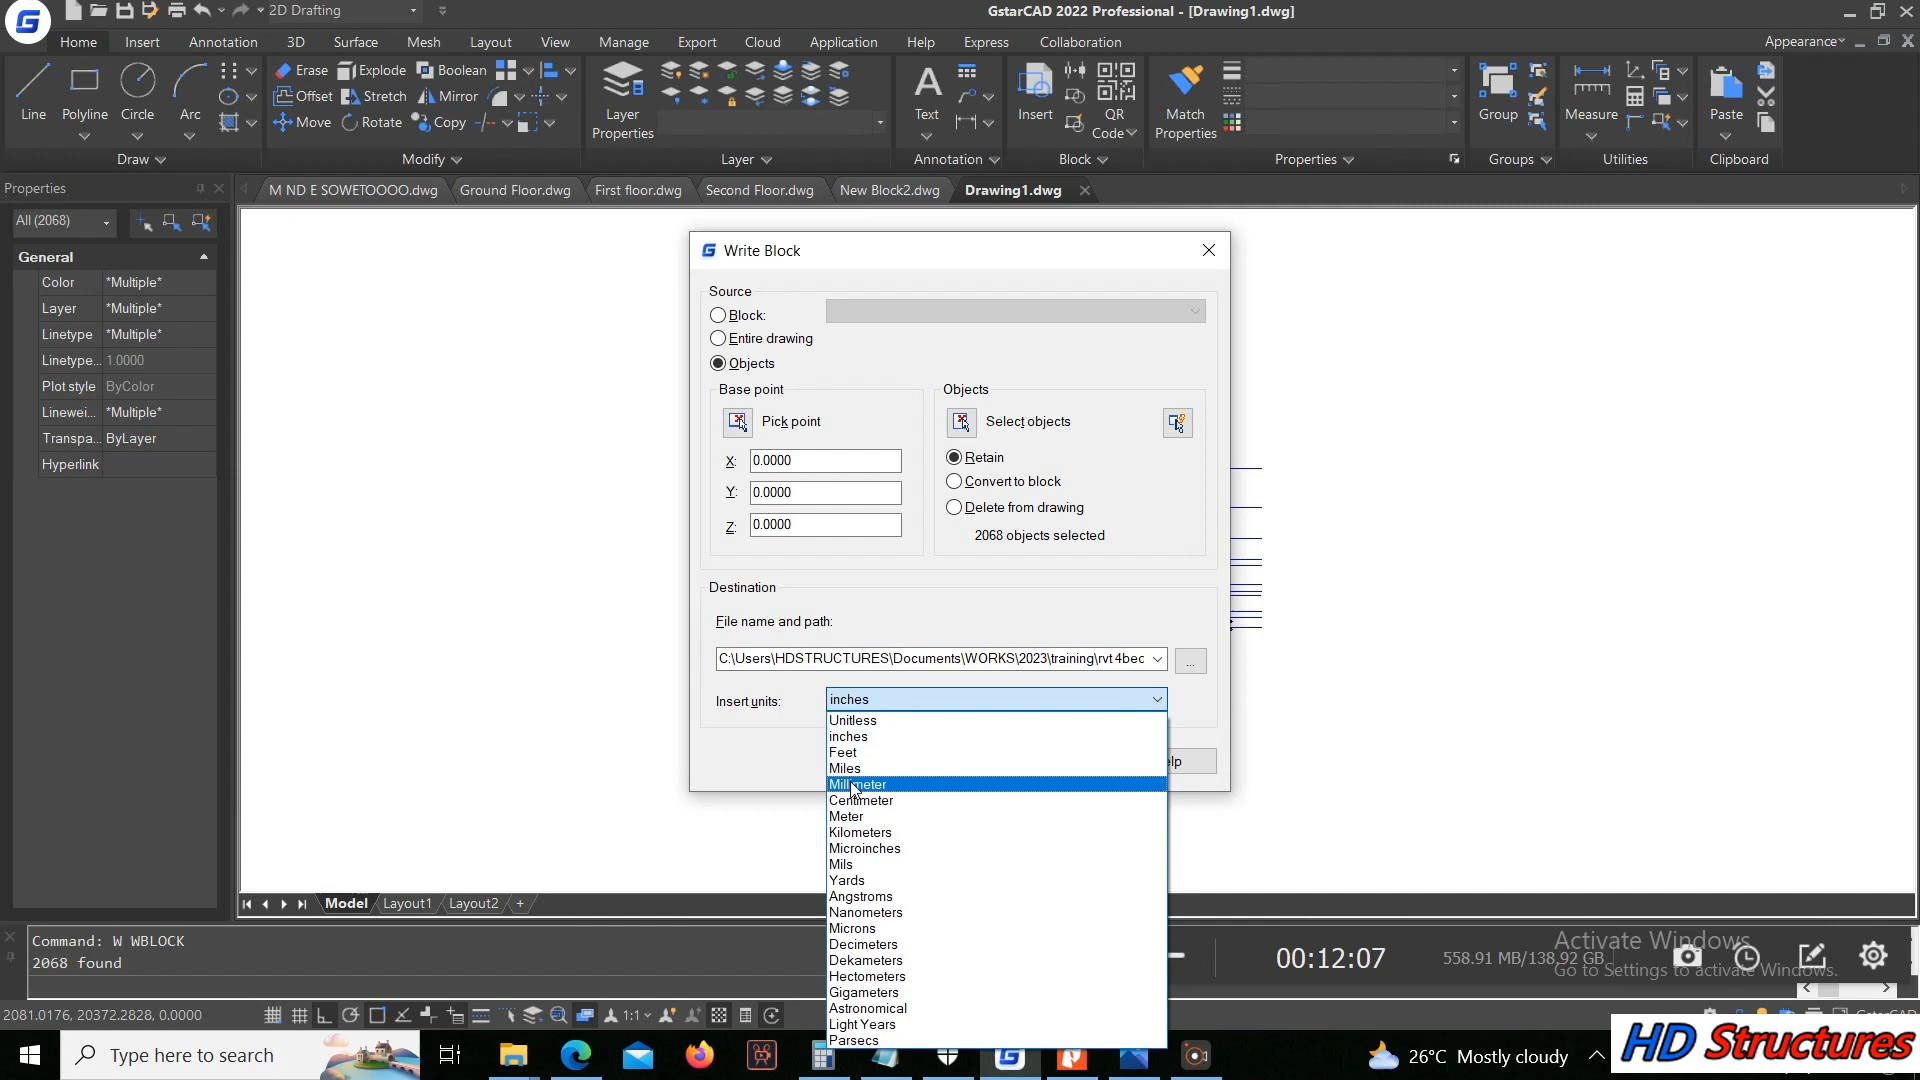 2D Drafting
GstarCAD 2022 Professional - [Drawing1.dwg]
Home Insert Annotation 3D Surface Mesh Layout View Manage Export Cloud Application Help Express Collaboration Appearance
Line Polyline Circle Arc
Erase Explode Boolean
Offset Stretch Mirror
Move Rotate Copy
Layer Properties
Text
Insert
QR Code
Match Properties
Group
Measure
Paste
Draw Modify Layer Annotation Block Properties Groups Utilities Clipboard
Properties
M ND E SOWETOOOO.dwg Ground Floor.dwg First floor.dwg Second Floor.dwg New Block2.dwg Drawing1.dwg
All (2068)
General
Color *Multiple*
Layer *Multiple*
Linetype *Multiple*
Linetype... 1.0000
Plot style ByColor
Linewei... *Multiple*
Transpa... ByLayer
Hyperlink
Write Block
Source
Block:
Entire drawing
Objects
Base point
Pick point
X: 0.0000
Y: 0.0000
Z: 0.0000
Objects
Select objects
Retain
Convert to block
Delete from drawing
2068 objects selected
Destination
File name and path:
C:\Users\HDSTRUCTURES\Documents\WORKS\2023\training\rvt 4bec
...
Insert units: inches
Unitless
inches
Feet
Miles
Millimeter
Centimeter
Meter
Kilometers
Microinches
Mils
Yards
Angstroms
Nanometers
Microns
Decimeters
Dekameters
Hectometers
Gigameters
Astronomical
Light Years
Parsecs
elp
Model Layout1 Layout2 +
Command: W WBLOCK
2068 found
00:12:07
558.91 MB/138.92 GB
Activate Windows
Go to Settings to activate Windows.
2081.0176, 20372.2828, 0.0000
1:1
Type here to search
26°C Mostly cloudy
HD Structures